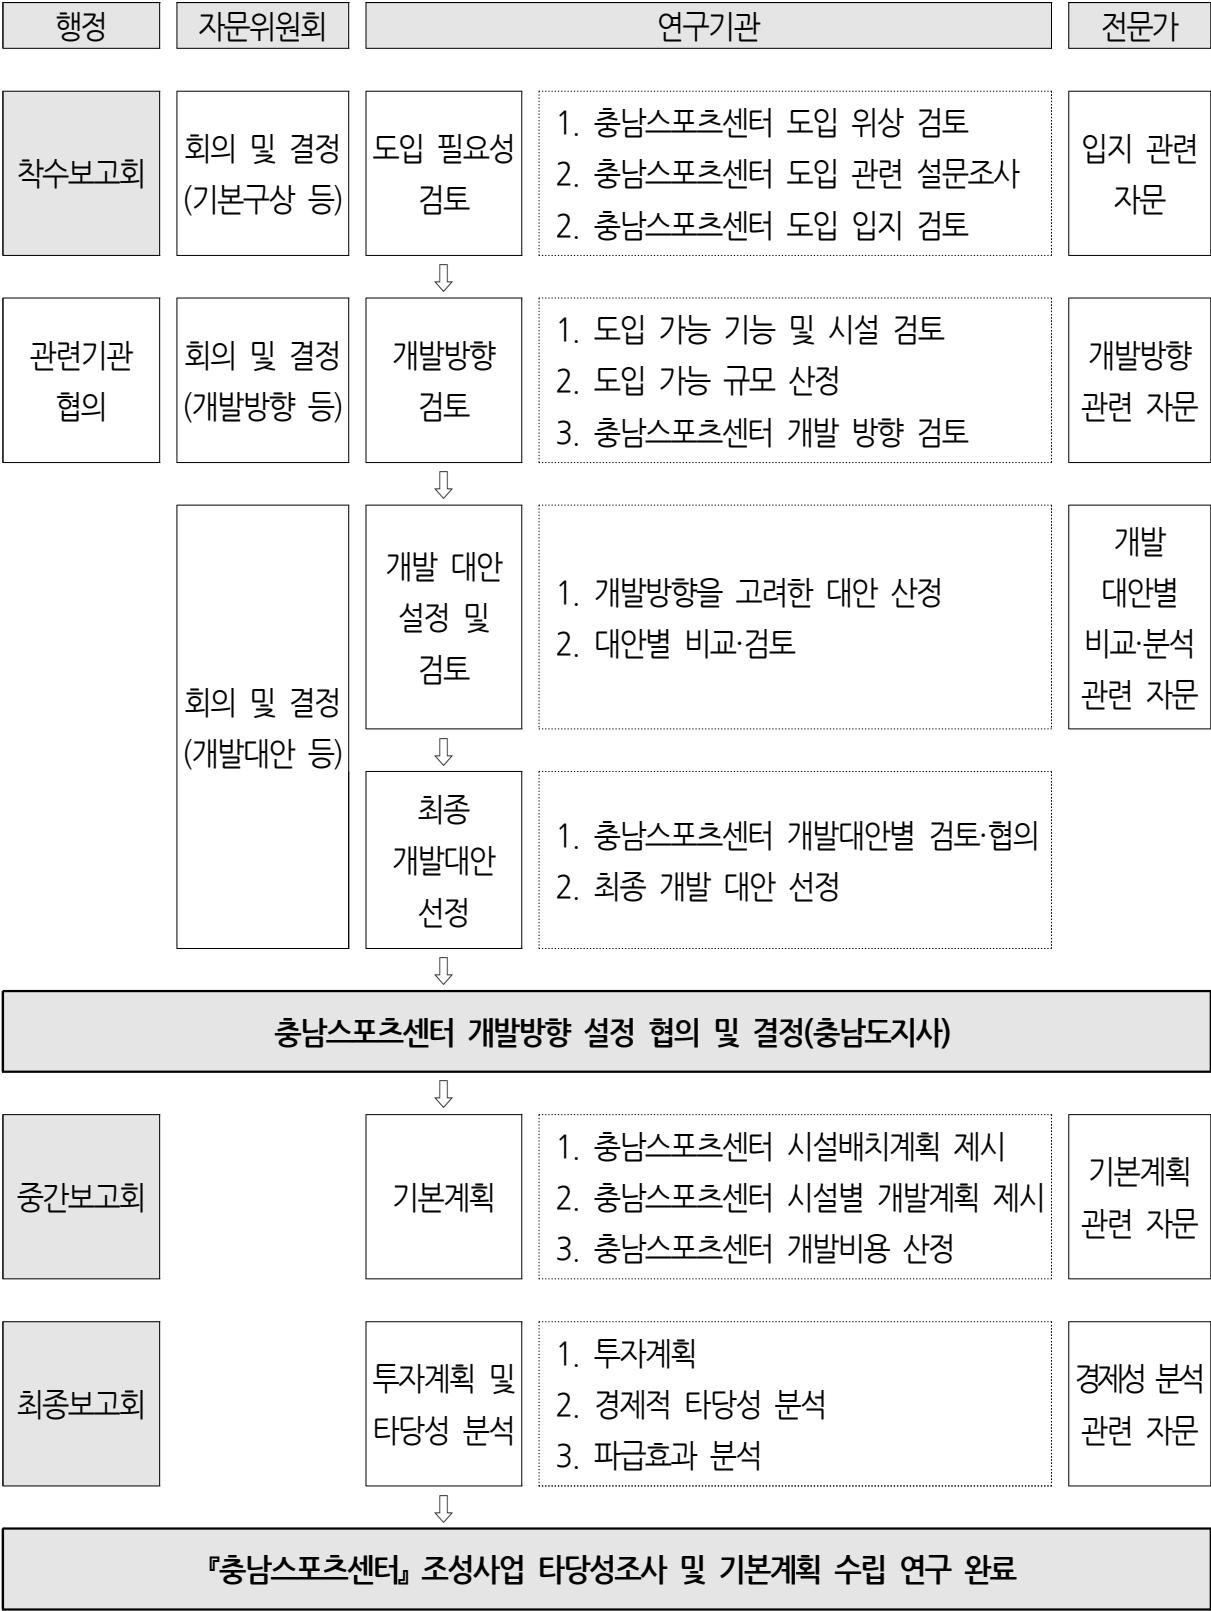 행정
자문위원회
연구기관
전문가
착수보고회
회의 및 결정
(기본구상 등)
도입 필요성
검토
1. 충남스포츠센터 도입 위상 검토
2. 충남스포츠센터 도입 관련 설문조사
2. 충남스포츠센터 도입 입지 검토
입지 관련
자문
관련기관
협의
회의 및 결정
(개발방향 등)
개발방향
검토
1. 도입 가능 기능 및 시설 검토
2. 도입 가능 규모 산정
3. 충남스포츠센터 개발 방향 검토
개발방향
관련 자문
회의 및 결정
(개발대안 등)
개발 대안
설정 및
검토
1. 개발방향을 고려한 대안 산정
2. 대안별 비교·검토
개발
대안별
비교·분석
관련 자문
최종
개발대안
선정
1. 충남스포츠센터 개발대안별 검토·협의
2. 최종 개발 대안 선정
충남스포츠센터 개발방향 설정 협의 및 결정(충남도지사)
중간보고회
기본계획
1. 충남스포츠센터 시설배치계획 제시
2. 충남스포츠센터 시설별 개발계획 제시
3. 충남스포츠센터 개발비용 산정
기본계획
관련 자문
최종보고회
투자계획 및
타당성 분석
1. 투자계획
2. 경제적 타당성 분석
3. 파급효과 분석
경제성 분석
관련 자문
『충남스포츠센터』 조성사업 타당성조사 및 기본계획 수립 연구 완료